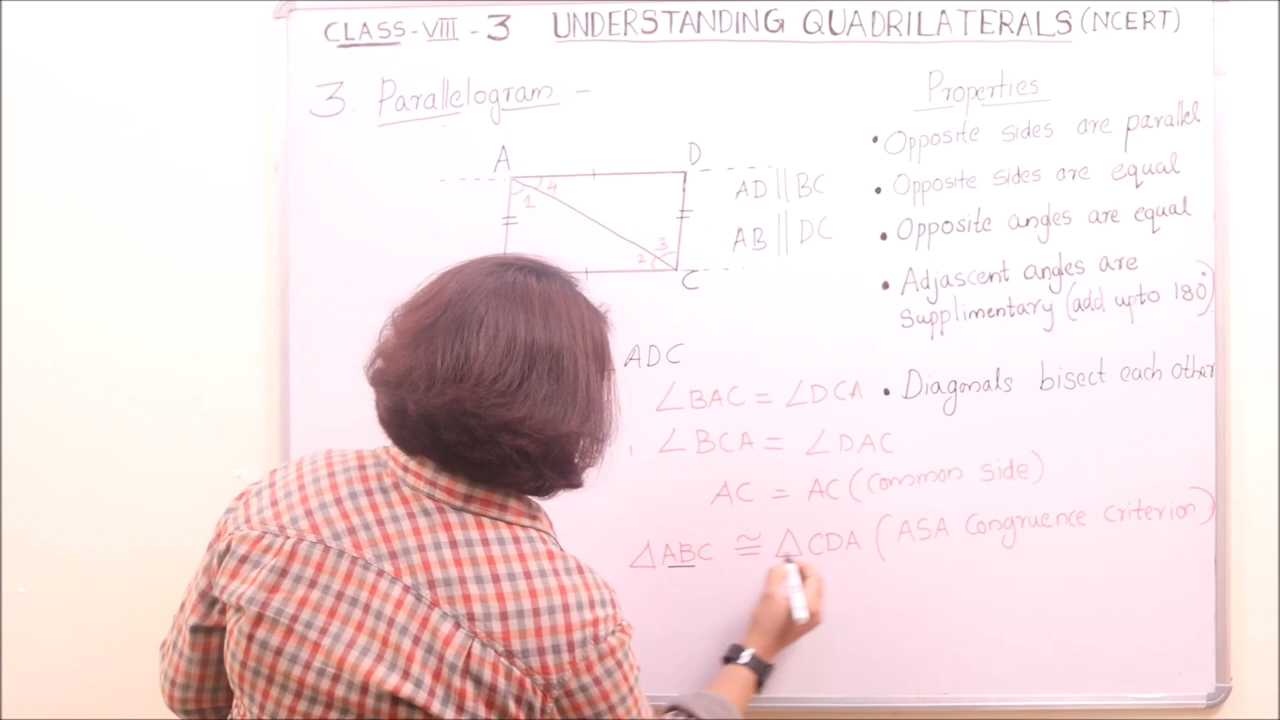 CLASS-VIII - 3 UNDERSTANDING QUADRILATERALS (NCERT)
3. Parallelogram :-
A D
1 4
3
2
C
AD || BC
AB || DC
ADC
∠BAC = ∠DCA
, ∠BCA = ∠DAC
AC = AC (Common side)
△ABC ≅ △CDA (ASA Congruence criterion)
Properties
• Opposite sides are parallel
• Opposite sides are equal
• Opposite angles are equal
• Adjascent angles are
Supplimentary (add upto 180°)
• Diagonals bisect each other